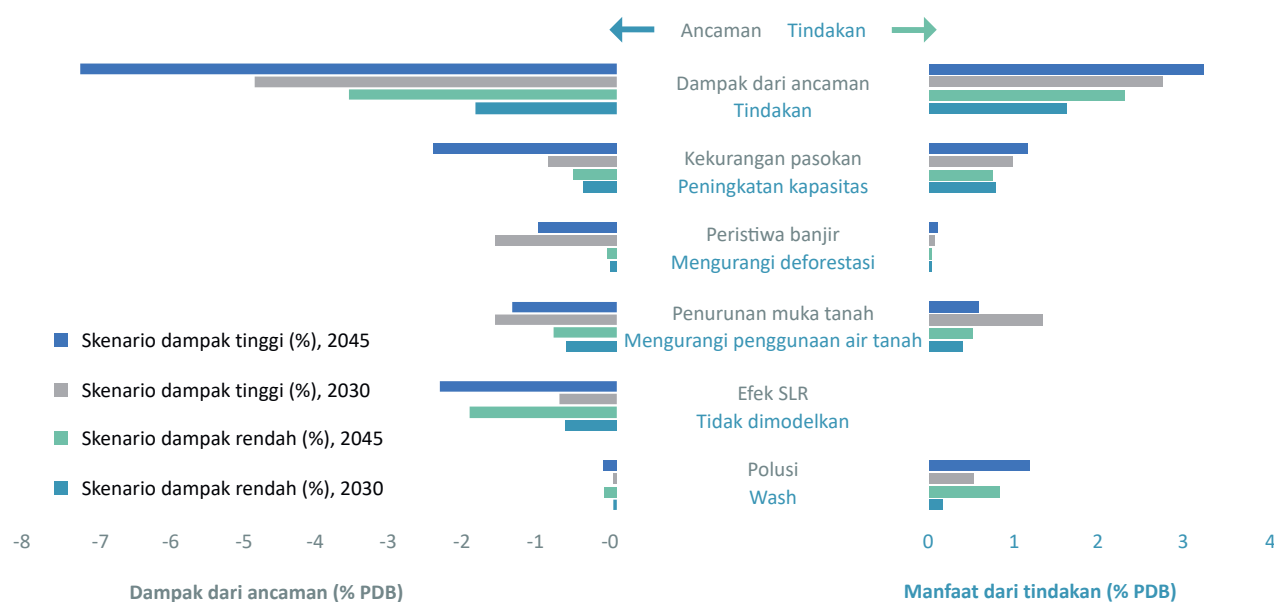 Ancaman Tindakan
Dampak dari ancaman
Tindakan
Kekurangan pasokan
Peningkatan kapasitas
Peristiwa banjir
Mengurangi deforestasi
Penurunan muka tanah
Mengurangi penggunaan air tanah
Efek SLR
Tidak dimodelkan
Polusi
Wash
Skenario dampak tinggi (%), 2045
Skenario dampak tinggi (%), 2030
Skenario dampak rendah (%), 2045
Skenario dampak rendah (%), 2030
-8 -7 -6 -5 -4 -3 -2 -1 -0
0 1 2 3 4
Dampak dari ancaman (% PDB)
Manfaat dari tindakan (% PDB)